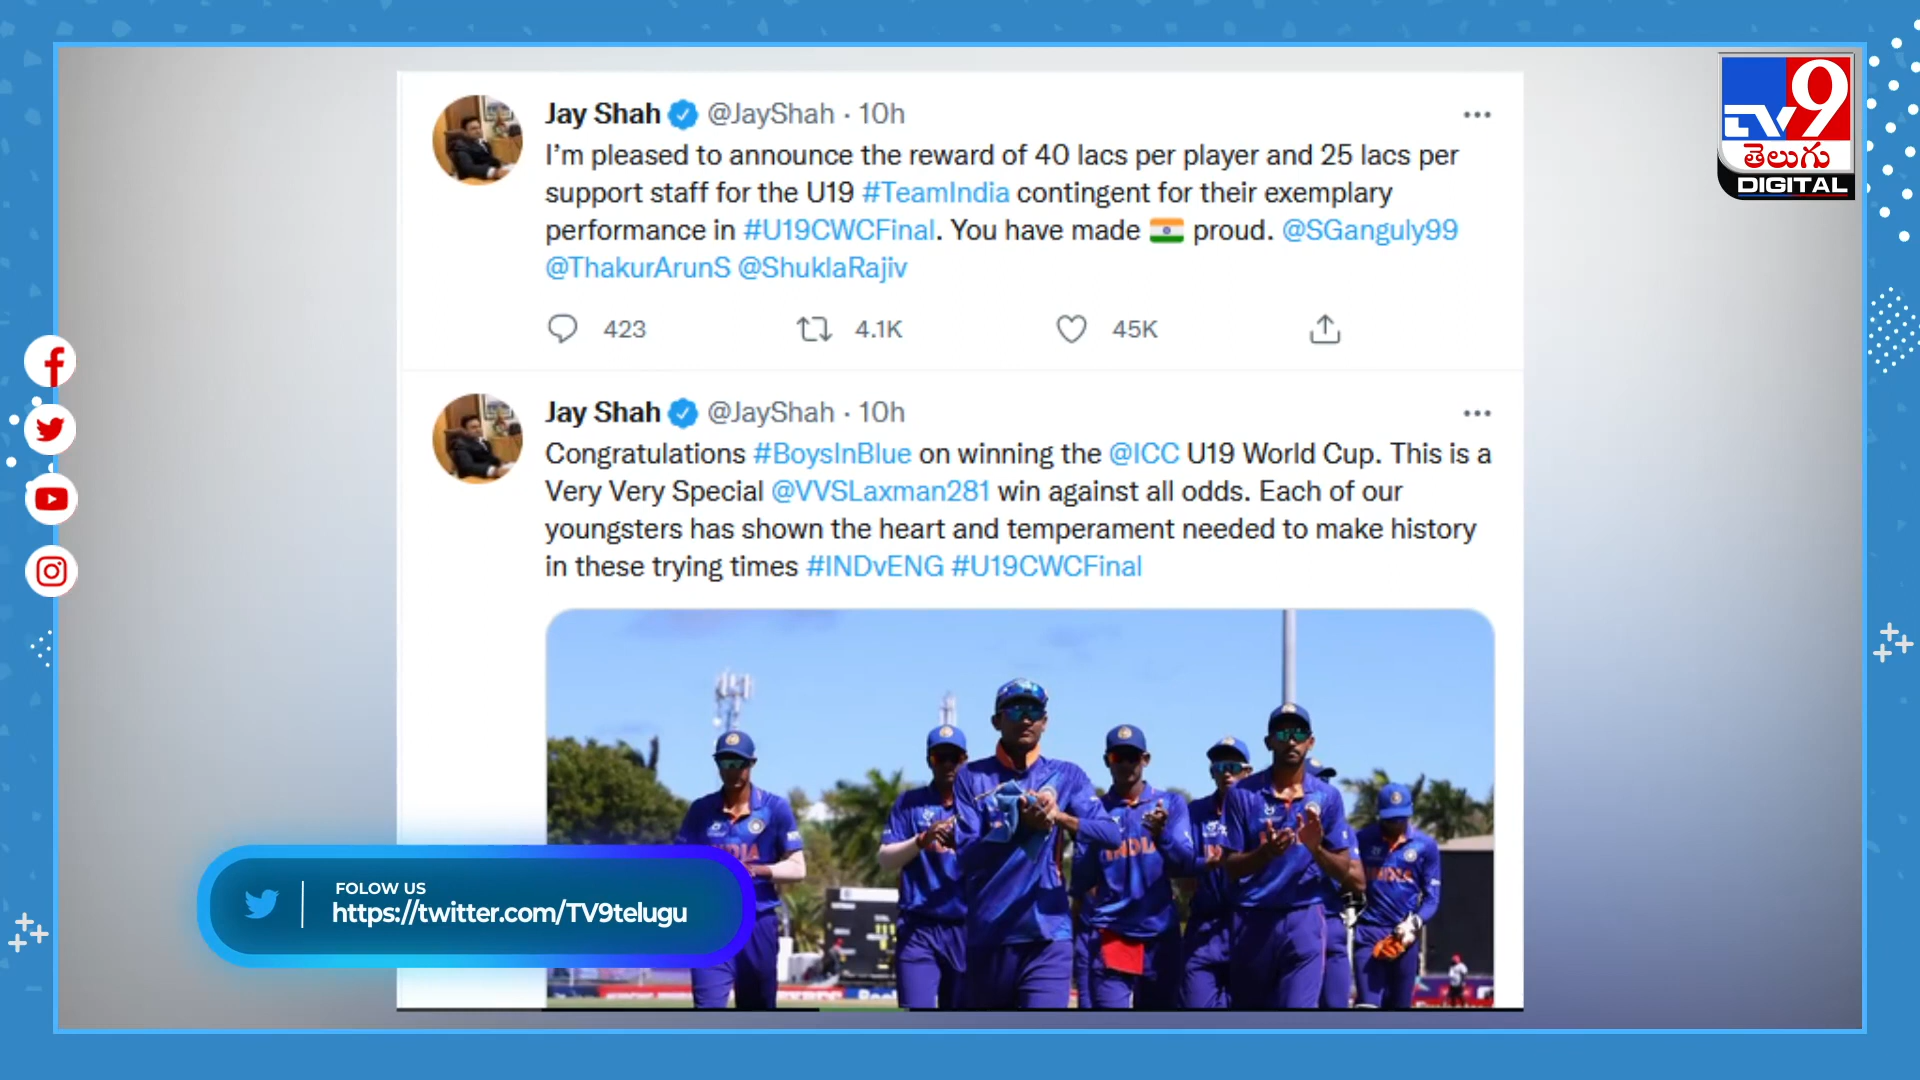 TV9
తెలుగు
DIGITAL
Jay Shah @JayShah · 10h
I’m pleased to announce the reward of 40 lacs per player and 25 lacs per
support staff for the U19 #TeamIndia contingent for their exemplary
performance in #U19CWCFinal. You have made 🇮🇳 proud. @SGanguly99
@ThakurArunS @ShuklaRajiv
423 4.1K 45K
Jay Shah @JayShah · 10h
Congratulations #BoysInBlue on winning the @ICC U19 World Cup. This is a
Very Very Special @VVSLaxman281 win against all odds. Each of our
youngsters has shown the heart and temperament needed to make history
in these trying times #INDvENG #U19CWCFinal
INDIA
FOLOW US
https://twitter.com/TV9telugu